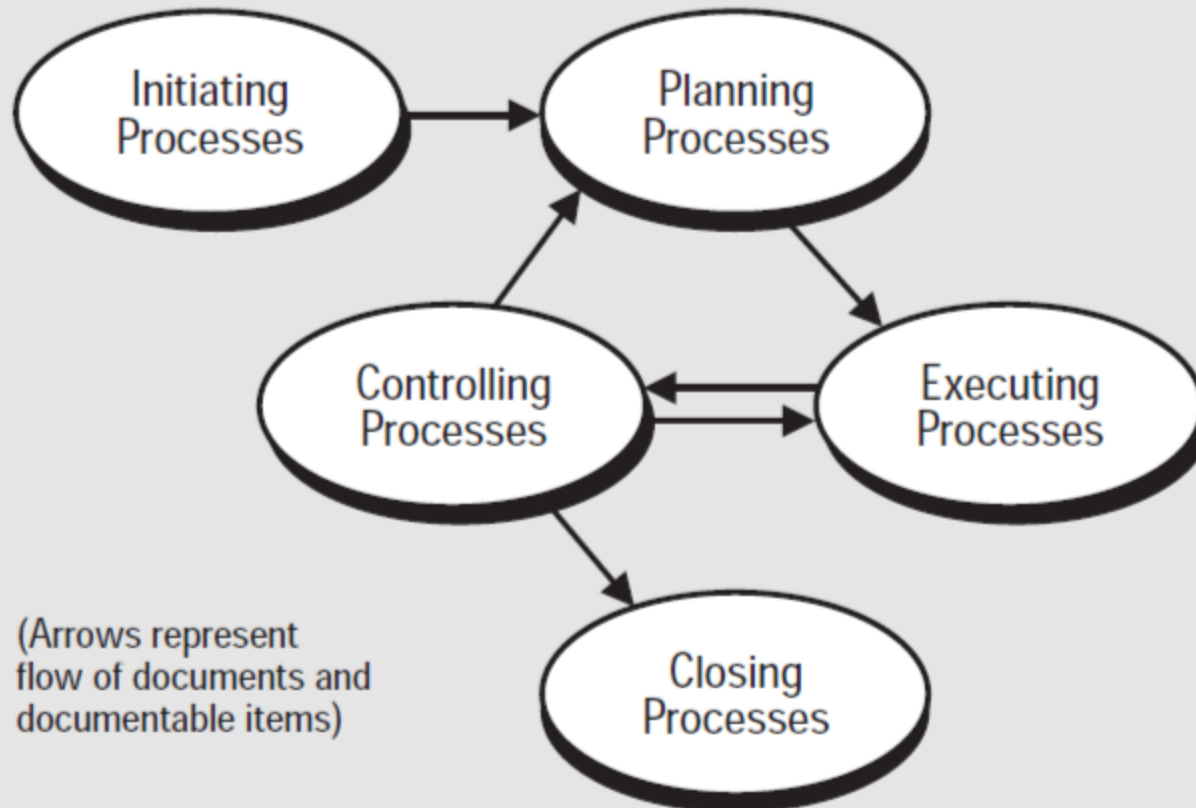 Initiating
Processes
Planning
Processes
Controlling
Processes
Executing
Processes
(Arrows represent
flow of documents and
documentable items)
Closing
Processes